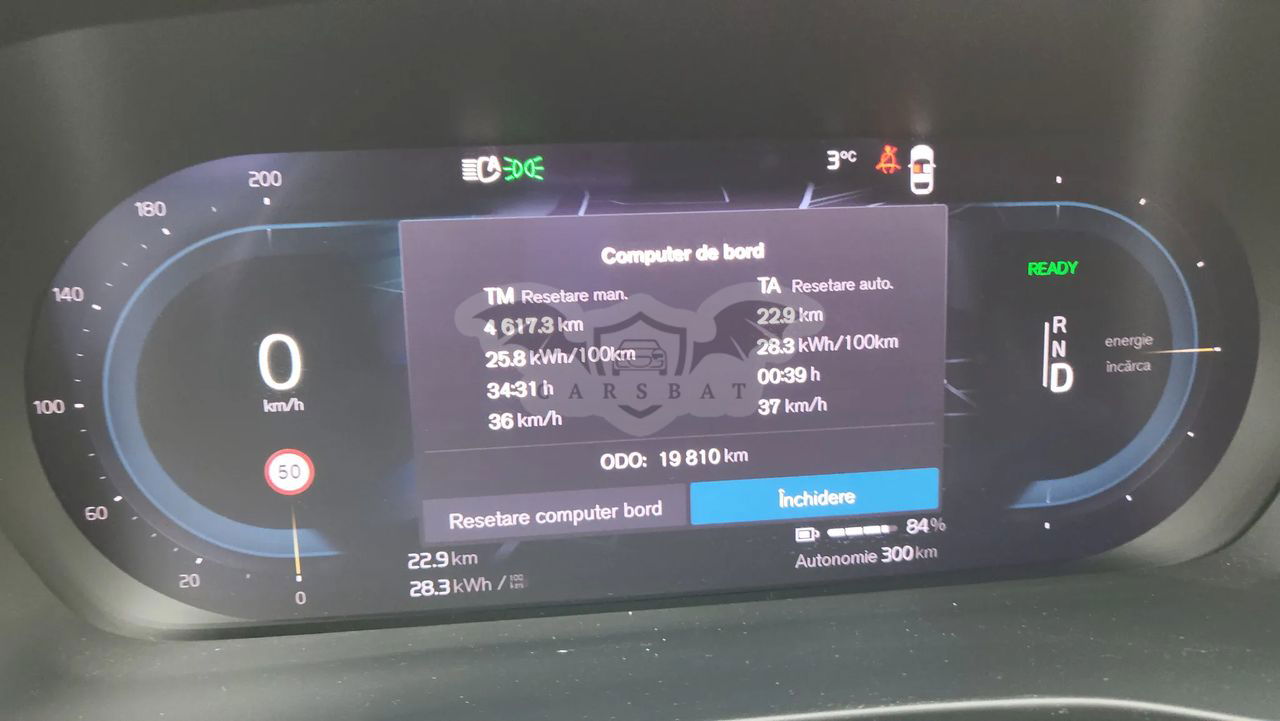 200
180
140
100
60
20
0
3°C
0
km/h
50
Computer de bord
TM Resetare man.
4 617.3 km
25.8 kWh/100km
34:31 h
36 km/h
TA Resetare auto.
22.9 km
28.3 kWh/100km
00:39 h
37 km/h
CARSBAT
ODO: 19 810 km
Resetare computer bord
Închidere
22.9 km
28.3 kWh / 100 km
84%
Autonomie 300 km
READY
R
N
D
energie
încărca